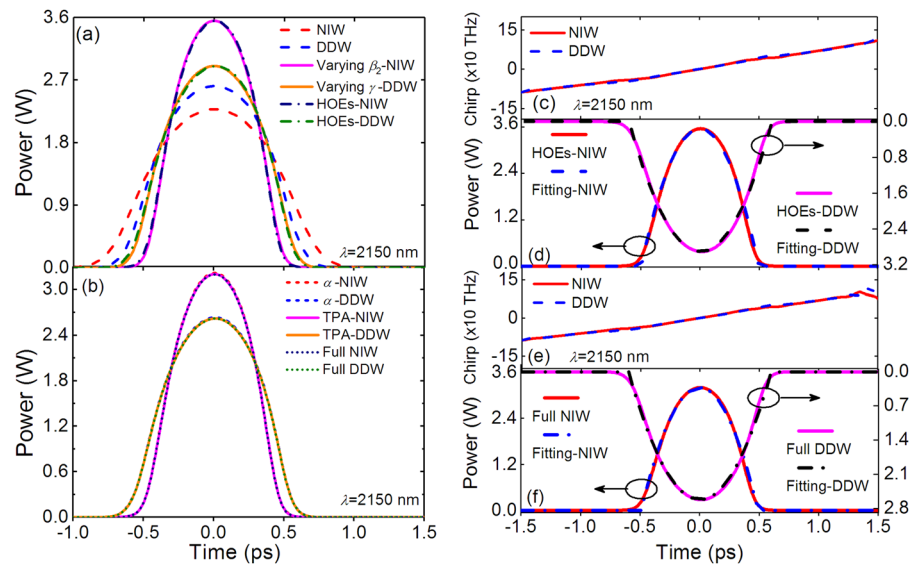 (a)
3.6
2.7
1.8
0.9
0.0
Power (W)
NIW
DDW
Varying β2-NIW
Varying γ-DDW
HOEs-NIW
HOEs-DDW
λ=2150 nm
(b)
3.0
2.4
1.8
1.2
0.6
0.0
Power (W)
α-NIW
α-DDW
TPA-NIW
TPA-DDW
Full NIW
Full DDW
λ=2150 nm
-1.0 -0.5 0.0 0.5 1.0 1.5
Time (ps)
15
0
-15
Chirp (x10 THz)
NIW
DDW
(c)
λ=2150 nm
3.6
2.4
1.2
0.0
Power (W)
HOEs-NIW
Fitting-NIW
HOEs-DDW
Fitting-DDW
(d)
0.0
0.8
1.6
2.4
3.2
15
0
-15
Chirp (x10 THz)
NIW
DDW
(e)
λ=2150 nm
3.6
2.4
1.2
0.0
Power (W)
Full NIW
Fitting-NIW
Full DDW
Fitting-DDW
(f)
0.0
0.7
1.4
2.1
2.8
-1.5 -1.0 -0.5 0.0 0.5 1.0 1.5
Time (ps)